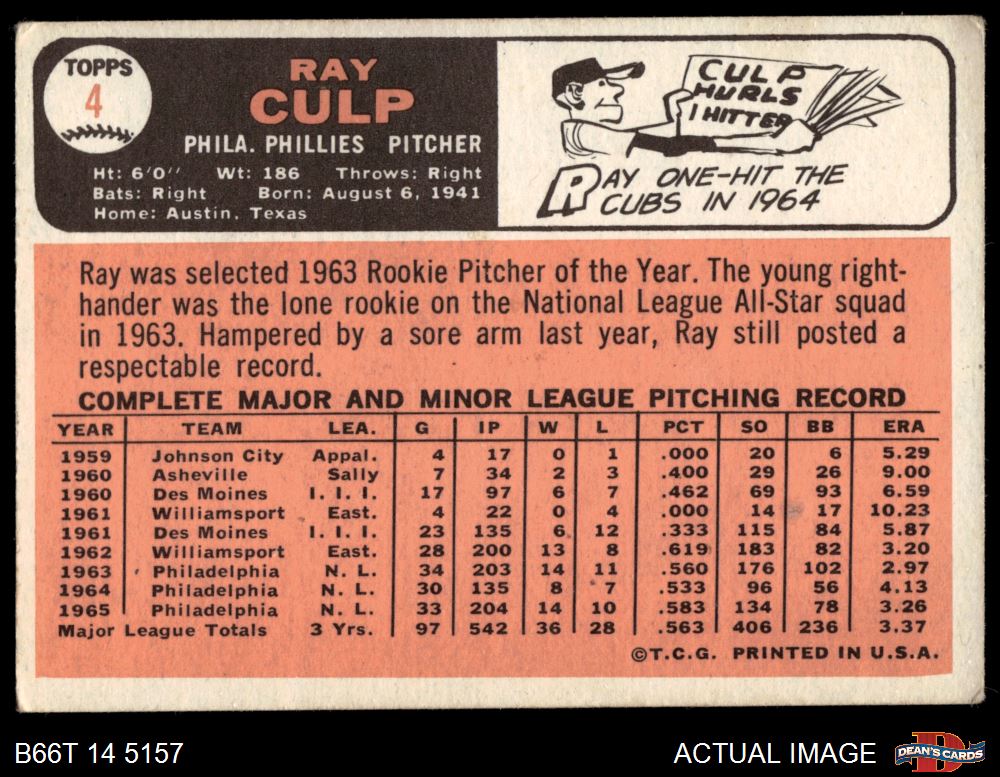 TOPPS
4
RAY
CULP
PHILA. PHILLIES PITCHER
Ht: 6'0" Wt: 186 Throws: Right
Bats: Right Born: August 6, 1941
Home: Austin, Texas
CULP
HURLS
1 HITTER
RAY ONE-HIT THE
CUBS IN 1964
Ray was selected 1963 Rookie Pitcher of the Year. The young right-
hander was the lone rookie on the National League All-Star squad
in 1963. Hampered by a sore arm last year, Ray still posted a
respectable record.
COMPLETE MAJOR AND MINOR LEAGUE PITCHING RECORD
YEAR TEAM LEA. G IP W L PCT SO BB ERA
1959 Johnson City Appal. 4 17 0 1 .000 20 6 5.29
1960 Asheville Sally 7 34 2 3 .400 29 26 9.00
1960 Des Moines I. I. I. 17 97 6 7 .462 69 93 6.59
1961 Williamsport East. 4 22 0 4 .000 14 17 10.23
1961 Des Moines I. I. I. 23 135 6 12 .333 115 84 5.87
1962 Williamsport East. 28 200 13 8 .619 183 82 3.20
1963 Philadelphia N. L. 34 203 14 11 .560 176 102 2.97
1964 Philadelphia N. L. 30 135 8 7 .533 96 56 4.13
1965 Philadelphia N. L. 33 204 14 10 .583 134 78 3.26
Major League Totals 3 Yrs. 97 542 36 28 .563 406 236 3.37
©T.C.G. PRINTED IN U.S.A.
B66T 14 5157
ACTUAL IMAGE
DEAN'S CARDS